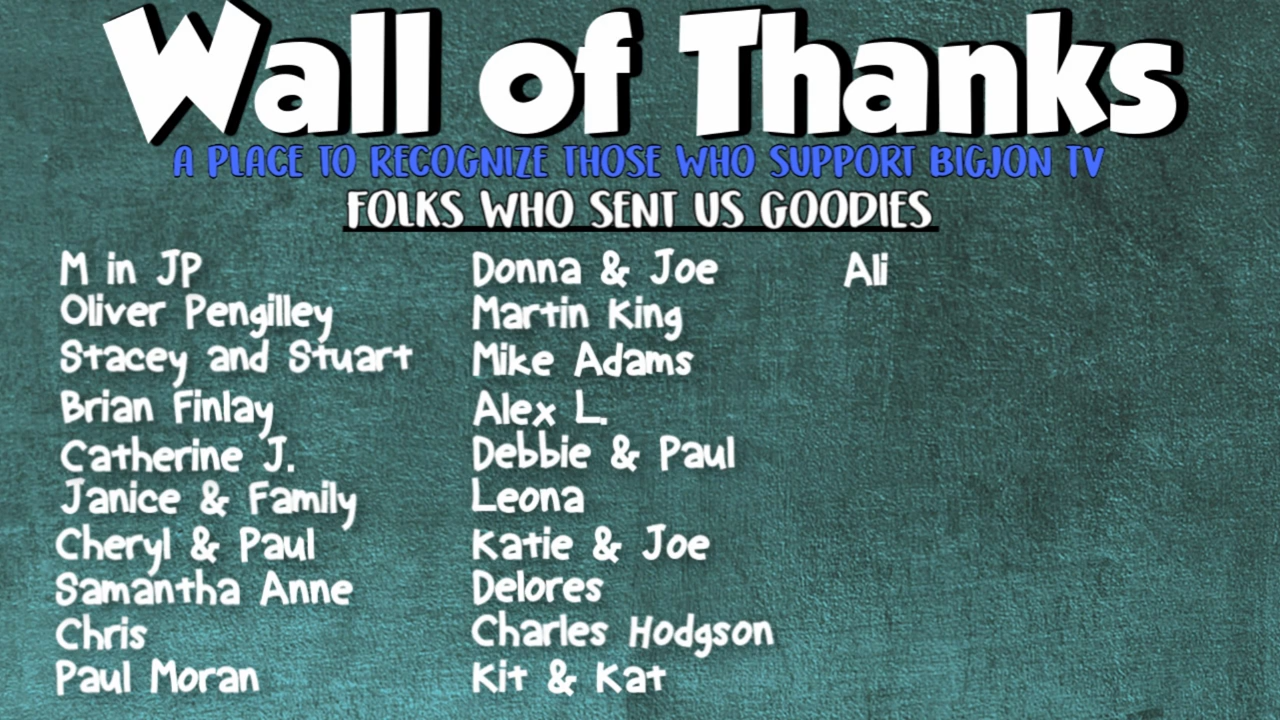 Wall of Thanks
A PLACE TO RECOGNIZE THOSE WHO SUPPORT BIGJON TV
FOLKS WHO SENT US GOODIES
M in JP
Oliver Pengilley
Stacey and Stuart
Brian Finlay
Catherine J.
Janice & Family
Cheryl & Paul
Samantha Anne
Chris
Paul Moran
Donna & Joe
Martin King
Mike Adams
Alex L.
Debbie & Paul
Leona
Katie & Joe
Delores
Charles Hodgson
Kit & Kat
Ali